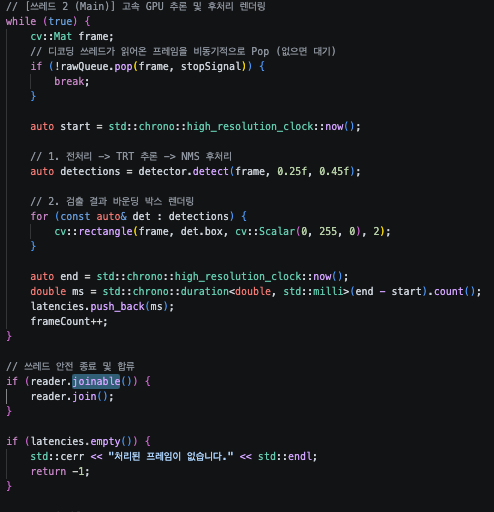 // [쓰레드 2 (Main)] 고속 GPU 추론 및 후처리 렌더링
while (true) {
    cv::Mat frame;
    // 디코딩 쓰레드가 읽어온 프레임을 비동기적으로 Pop (없으면 대기)
    if (!rawQueue.pop(frame, stopSignal)) {
        break;
    }

    auto start = std::chrono::high_resolution_clock::now();

    // 1. 전처리 -> TRT 추론 -> NMS 후처리
    auto detections = detector.detect(frame, 0.25f, 0.45f);

    // 2. 검출 결과 바운딩 박스 렌더링
    for (const auto& det : detections) {
        cv::rectangle(frame, det.box, cv::Scalar(0, 255, 0), 2);
    }

    auto end = std::chrono::high_resolution_clock::now();
    double ms = std::chrono::duration<double, std::milli>(end - start).count();
    latencies.push_back(ms);
    frameCount++;
}

// 쓰레드 안전 종료 및 합류
if (reader.joinable()) {
    reader.join();
}

if (latencies.empty()) {
    std::cerr << "처리된 프레임이 없습니다." << std::endl;
    return -1;
}